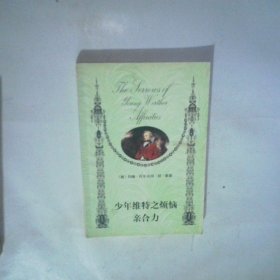 The Sorrows of
Young Werther
Affinities
少年维特之烦恼
亲合力